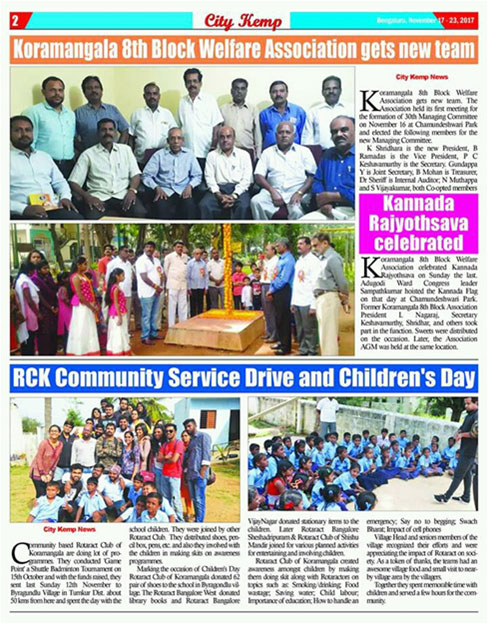 2
City Kemp
Bengaluru, November 17 - 23, 2017
Koramangala 8th Block Welfare Association gets new team
City Kemp News
Koramangala 8th Block Welfare
Association gets new team. The
Association held its first meeting for
the formation of 30th Managing Committee
on November 16 at Chamundeshwari Park
and elected the following members for the
new Managing Committee.
K Shridhara is the new President, B
Ramadas is the Vice President, P C
Keshavamurthy is the Secretary. Gundappa
Y is Joint Secretary, B Mohan is Treasurer,
Dr Sheriff is Internal Auditor; N Muthappa
and S Vijayakumar, both Co-opted members
Kannada
Rajyothsava
celebrated
Koramangala 8th Block Welfare
Association celebrated Kannada
Rajyothsava on Sunday the last.
Adugodi Ward Congress leader
Sampathkumar hoisted the Kannada Flag
on that day at Chamundeshwari Park.
Former Koramangala 8th Block Association
President I. Nagaraj, Secretary
Keshavamurthy, Shridhar, and others took
part in the function. Sweets were distributed
on the occasion. Later, the Association
AGM was held at the same location.
RCK Community Service Drive and Children's Day
City Kemp News
Community based Rotaract Club of
Koramangala are doing lot of pro-
grammes. They conducted 'Game
Point' a Shuttle Badminton Tournament on
15th October and with the funds raised, they
sent last Sunday 12th November to
Byragundlu Village in Tumkur Dist. about
50 kms from here and spent the day with the
school children. They were joined by other
Rotaract Club. They distributed shoes, pen-
cil box, pens, etc. and also they involved with
the children in making skits on awareness
programmes.
Marking the occasion of Children's Day
Rotaract Club of Koramangala donated 62
pair of shoes to the school in Byragondlu vil-
lage. The Rotaract Bangalore West donated
library books and Rotaract Bangalore
VijayNagar donated stationary item to the
children. Later Rotaract Bangalore
Sheshadripuram & Rotaract Club of Shishu
Mandir joined for various planned activities
for entertaining and involving children.
Rotaract Club of Koramangala created
awareness amongst children by making
them doing skit along with Rotaractors on
topics such as: Smoking/drinking; Food
wastage; Saving water; Child labour;
Importance of education; How to handle an
emergency; Say no to begging; Swach
Bharat; Impact of cell phones
Village Head and seniors members of the
village recognized their efforts and were
appreciating the impact of Rotaract on soci-
ety. As a token of thanks, the teams had an
awesome village food and small visit to near-
by village area by the villagers.
Together they spent memorable time with
children and served a few hours for the com-
munity.